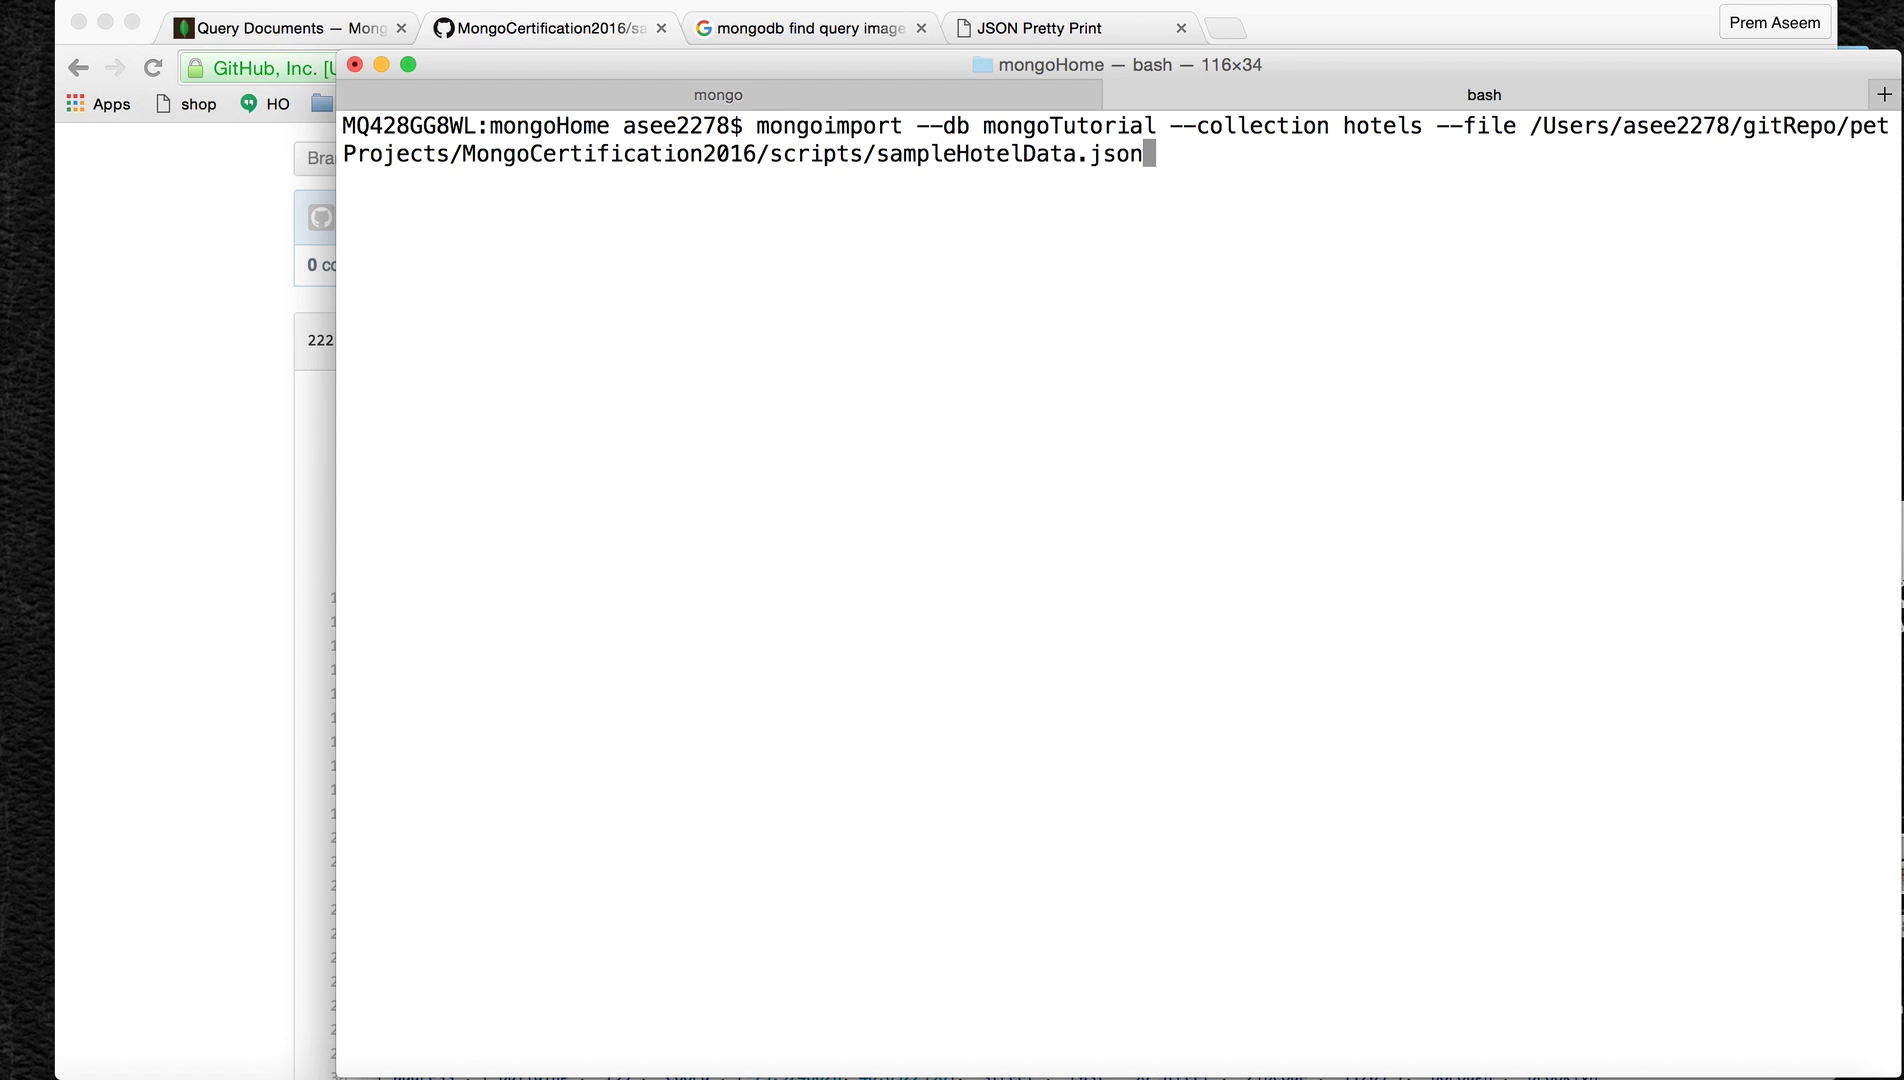 Query Documents — Mong
MongoCertification2016/sa
mongodb find query image
JSON Pretty Print
Prem Aseem
GitHub, Inc. [U
mongoHome — bash — 116×34
Apps
shop
HO
mongo
bash
MQ428GG8WL:mongoHome asee2278$ mongoimport --db mongoTutorial --collection hotels --file /Users/asee2278/gitRepo/pet
Projects/MongoCertification2016/scripts/sampleHotelData.json
Bra
0 co
222